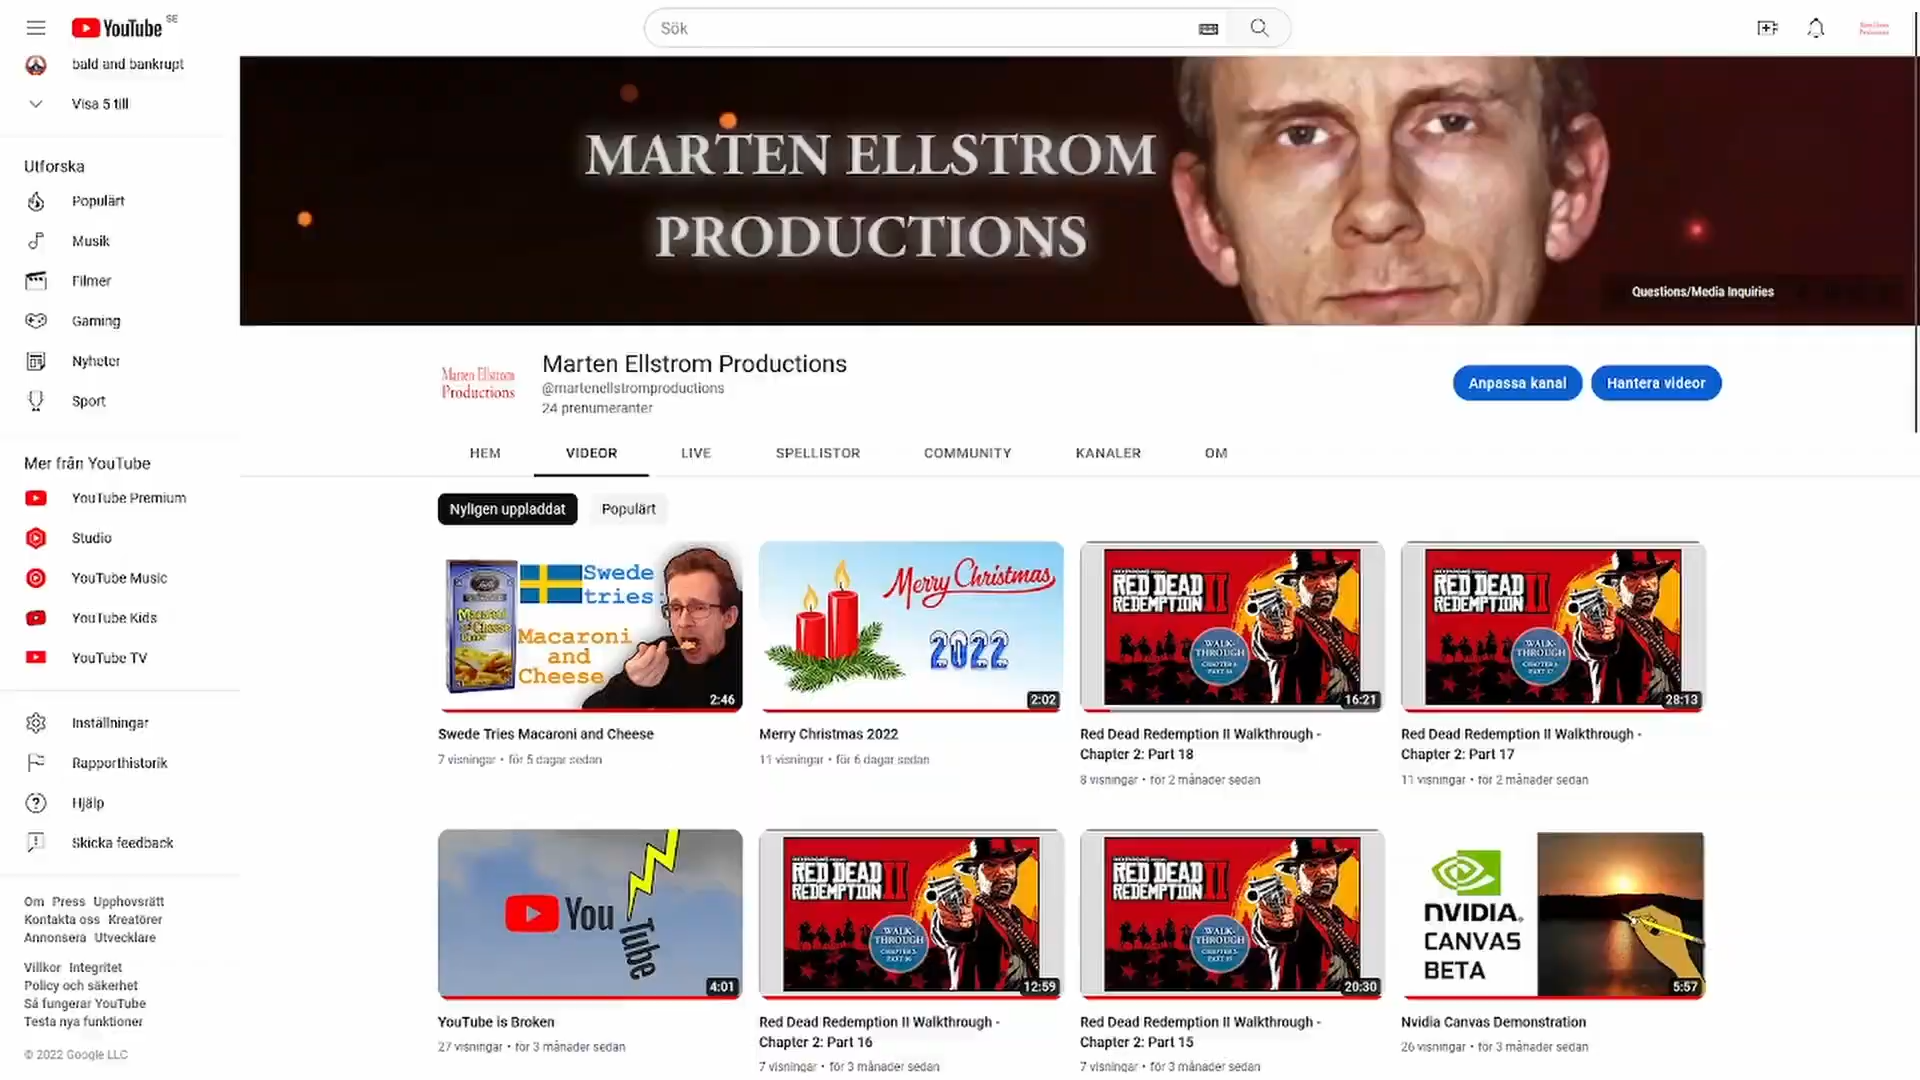 YouTube SE
Sök
bald and bankrupt
Visa 5 till
Utforska
Populärt
Musik
Filmer
Gaming
Nyheter
Sport
Mer från YouTube
YouTube Premium
Studio
YouTube Music
YouTube Kids
YouTube TV
Inställningar
Rapporthistorik
Hjälp
Skicka feedback
Om Press Upphovsrätt
Kontakta oss Kreatörer
Annonsera Utvecklare
Villkor Integritet
Policy och säkerhet
Så fungerar YouTube
Testa nya funktioner
© 2022 Google LLC
MARTEN ELLSTROM
PRODUCTIONS
Questions/Media Inquiries
Marten Ellstrom
Productions
Marten Ellstrom Productions
@martenellstromproductions
24 prenumeranter
Anpassa kanal
Hantera videor
HEM
VIDEOR
LIVE
SPELLISTOR
COMMUNITY
KANALER
OM
Nyligen uppladdat
Populärt
Swede
tries
Macaroni
and
Cheese
2:46
Swede Tries Macaroni and Cheese
7 visningar • för 5 dagar sedan
Merry Christmas
2022
2:02
Merry Christmas 2022
11 visningar • för 6 dagar sedan
RED DEAD
REDEMPTION II
WALK-
THROUGH
16:21
Red Dead Redemption II Walkthrough -
Chapter 2: Part 18
8 visningar • för 2 månader sedan
RED DEAD
REDEMPTION II
WALK-
THROUGH
28:13
Red Dead Redemption II Walkthrough -
Chapter 2: Part 17
11 visningar • för 2 månader sedan
You
Tube
4:01
YouTube is Broken
27 visningar • för 3 månader sedan
RED DEAD
REDEMPTION II
WALK-
THROUGH
12:59
Red Dead Redemption II Walkthrough -
Chapter 2: Part 16
7 visningar • för 3 månader sedan
RED DEAD
REDEMPTION II
WALK-
THROUGH
20:30
Red Dead Redemption II Walkthrough -
Chapter 2: Part 15
7 visningar • för 3 månader sedan
NVIDIA.
CANVAS
BETA
5:57
Nvidia Canvas Demonstration
26 visningar • för 3 månader sedan